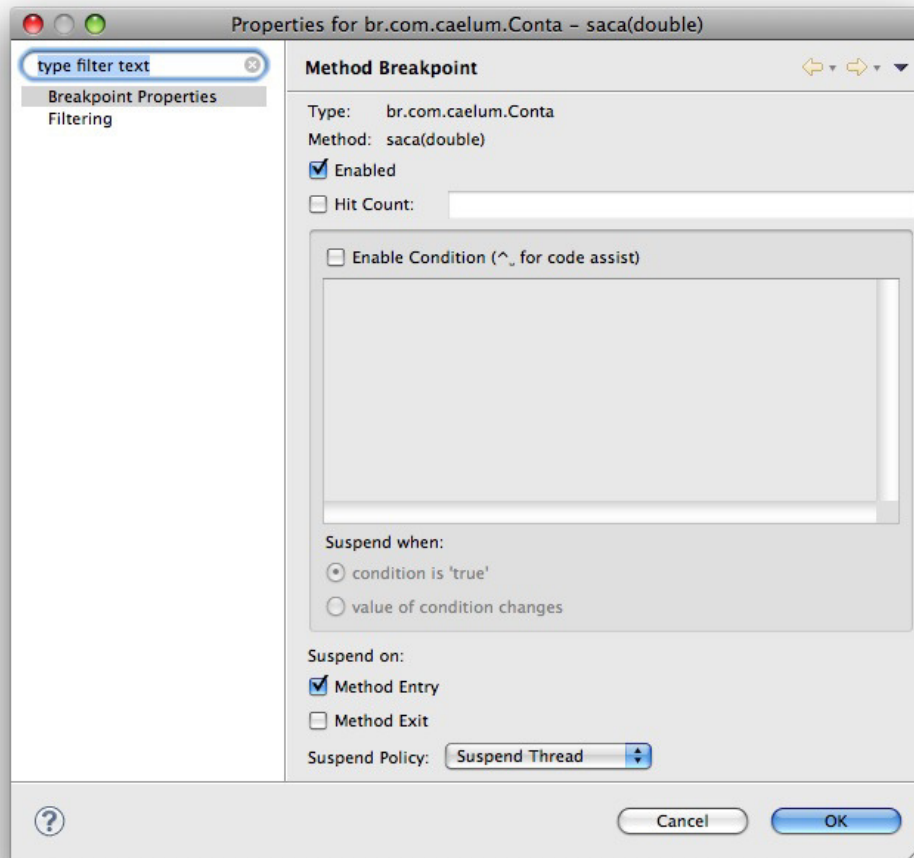 Properties for br.com.caelum.Conta – saca(double)
type filter text
Breakpoint Properties
Filtering
Method Breakpoint
Type: br.com.caelum.Conta
Method: saca(double)
Enabled
Hit Count:
Enable Condition (^␣ for code assist)
Suspend when:
condition is 'true'
value of condition changes
Suspend on:
Method Entry
Method Exit
Suspend Policy: Suspend Thread
?
Cancel
OK